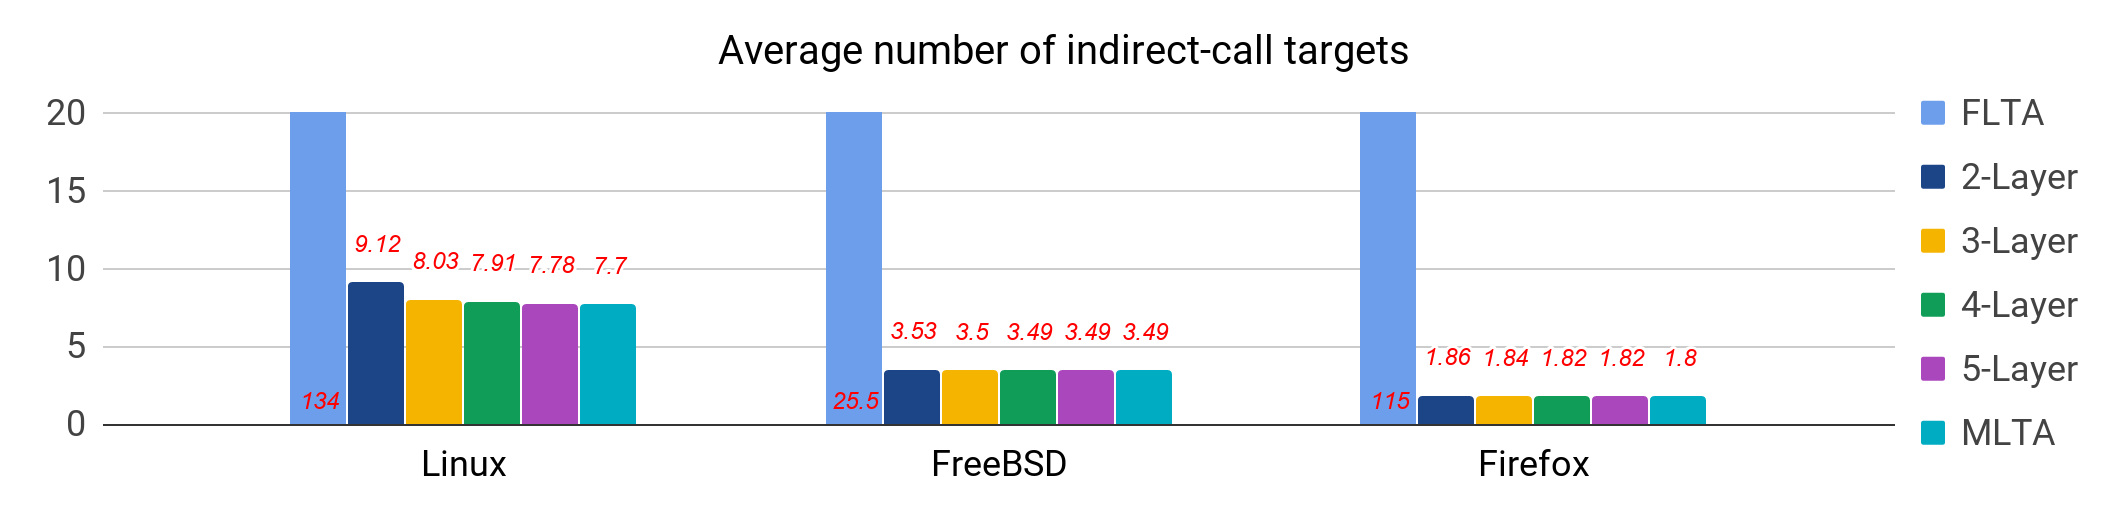 Average number of indirect-call targets
20
15
10
5
0
134
9.12
8.03
7.91
7.78
7.7
25.5
3.53
3.5
3.49
3.49
3.49
115
1.86
1.84
1.82
1.82
1.8
Linux
FreeBSD
Firefox
FLTA
2-Layer
3-Layer
4-Layer
5-Layer
MLTA